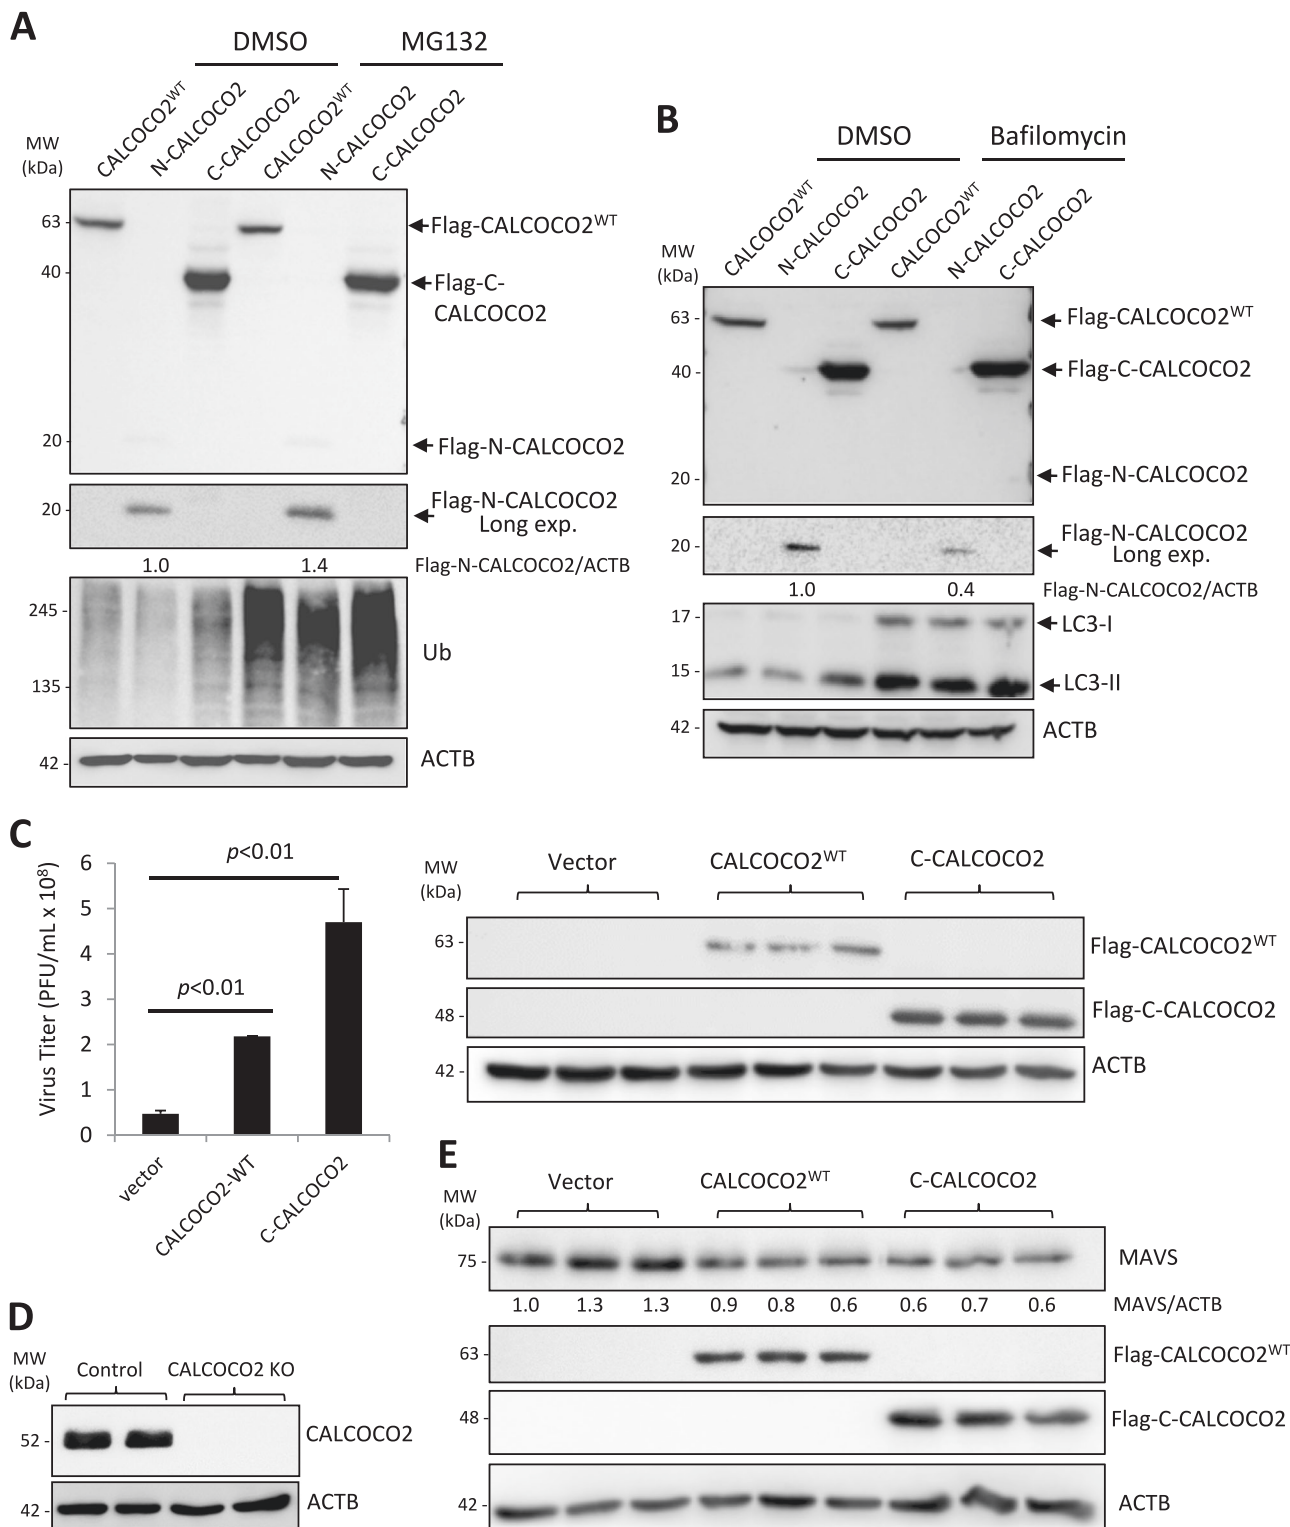 A
DMSO
MG132
MW
(kDa)
CALCOCO2WT
N-CALCOCO2
C-CALCOCO2
CALCOCO2WT
N-CALCOCO2
C-CALCOCO2
63
Flag-CALCOCO2WT
40
Flag-C-
CALCOCO2
20
Flag-N-CALCOCO2
20
Flag-N-CALCOCO2
Long exp.
1.0
1.4
Flag-N-CALCOCO2/ACTB
245
Ub
135
42
ACTB
B
DMSO
Bafilomycin
MW
(kDa)
CALCOCO2WT
N-CALCOCO2
C-CALCOCO2
CALCOCO2WT
N-CALCOCO2
C-CALCOCO2
63
Flag-CALCOCO2WT
40
Flag-C-CALCOCO2
20
Flag-N-CALCOCO2
20
Flag-N-CALCOCO2
Long exp.
1.0
0.4
Flag-N-CALCOCO2/ACTB
17
LC3-I
15
LC3-II
42
ACTB
C
Virus Titer (PFU/mL x 10⁸)
6
5
4
3
2
1
0
p<0.01
p<0.01
vector
CALCOCO2-WT
C-CALCOCO2
MW
(kDa)
Vector
CALCOCO2WT
C-CALCOCO2
63
Flag-CALCOCO2WT
48
Flag-C-CALCOCO2
42
ACTB
D
MW
(kDa)
Control
CALCOCO2 KO
52
CALCOCO2
42
ACTB
E
MW
(kDa)
Vector
CALCOCO2WT
C-CALCOCO2
75
MAVS
1.0 1.3 1.3 0.9 0.8 0.6 0.6 0.7 0.6
MAVS/ACTB
63
Flag-CALCOCO2WT
48
Flag-C-CALCOCO2
42
ACTB